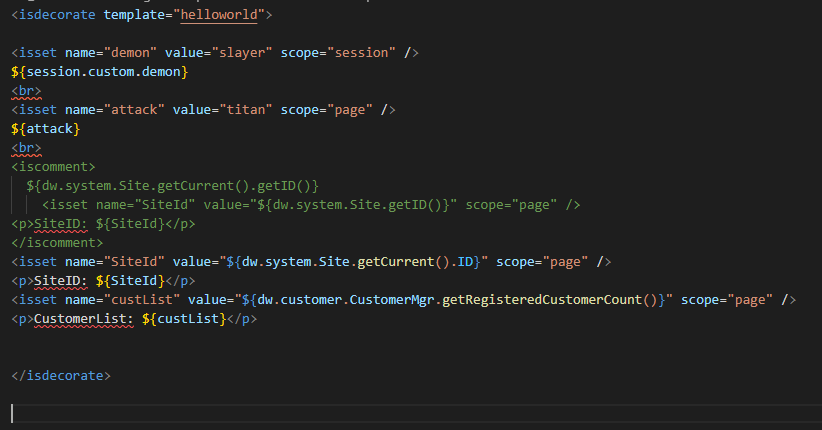 <isdecorate template="helloworld">
<isset name="demon" value="slayer" scope="session" />
${session.custom.demon}
<br>
<isset name="attack" value="titan" scope="page" />
${attack}
<br>
<iscomment>
${dw.system.Site.getCurrent().getID()}
<isset name="SiteId" value="${dw.system.Site.getID()}" scope="page" />
<p>SiteID: ${SiteId}</p>
</iscomment>
<isset name="SiteId" value="${dw.system.Site.getCurrent().ID}" scope="page" />
<p>SiteID: ${SiteId}</p>
<isset name="custList" value="${dw.customer.CustomerMgr.getRegisteredCustomerCount()}" scope="page" />
<p>CustomerList: ${custList}</p>
</isdecorate>